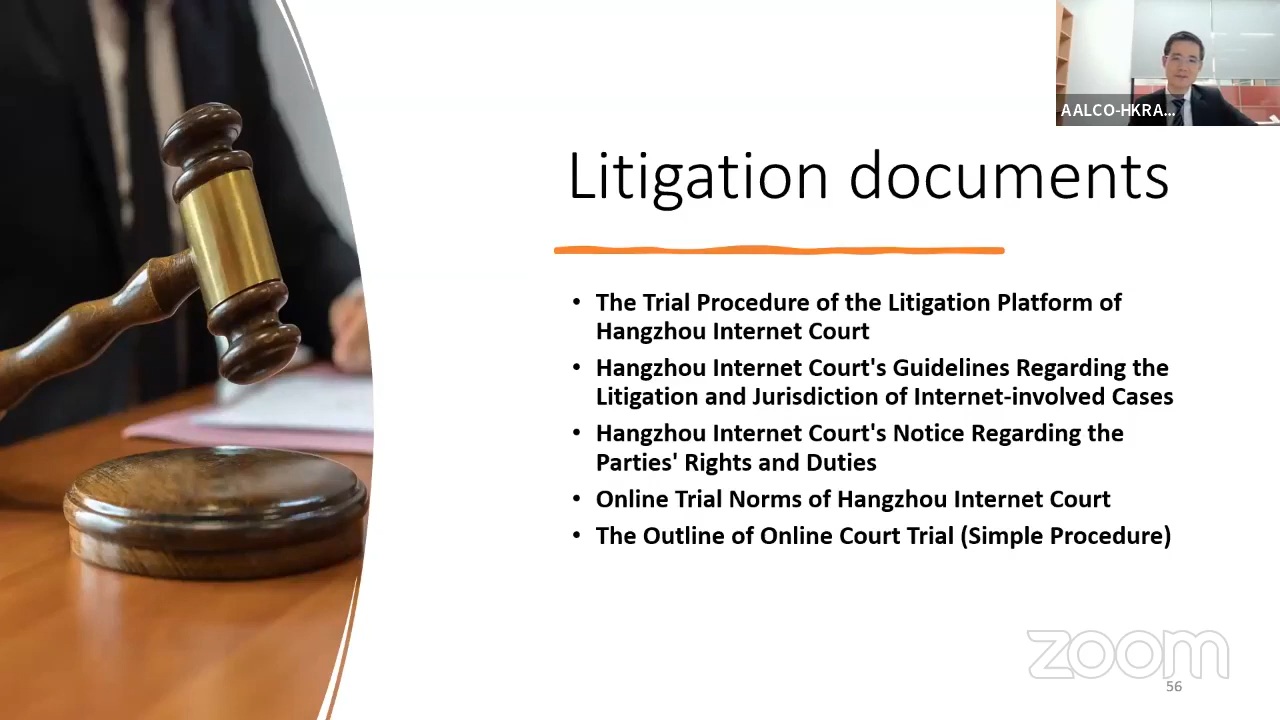 AALCO-HKRA...
Litigation documents
• The Trial Procedure of the Litigation Platform of
Hangzhou Internet Court
• Hangzhou Internet Court's Guidelines Regarding the
Litigation and Jurisdiction of Internet-involved Cases
• Hangzhou Internet Court's Notice Regarding the
Parties' Rights and Duties
• Online Trial Norms of Hangzhou Internet Court
• The Outline of Online Court Trial (Simple Procedure)
zoom
56